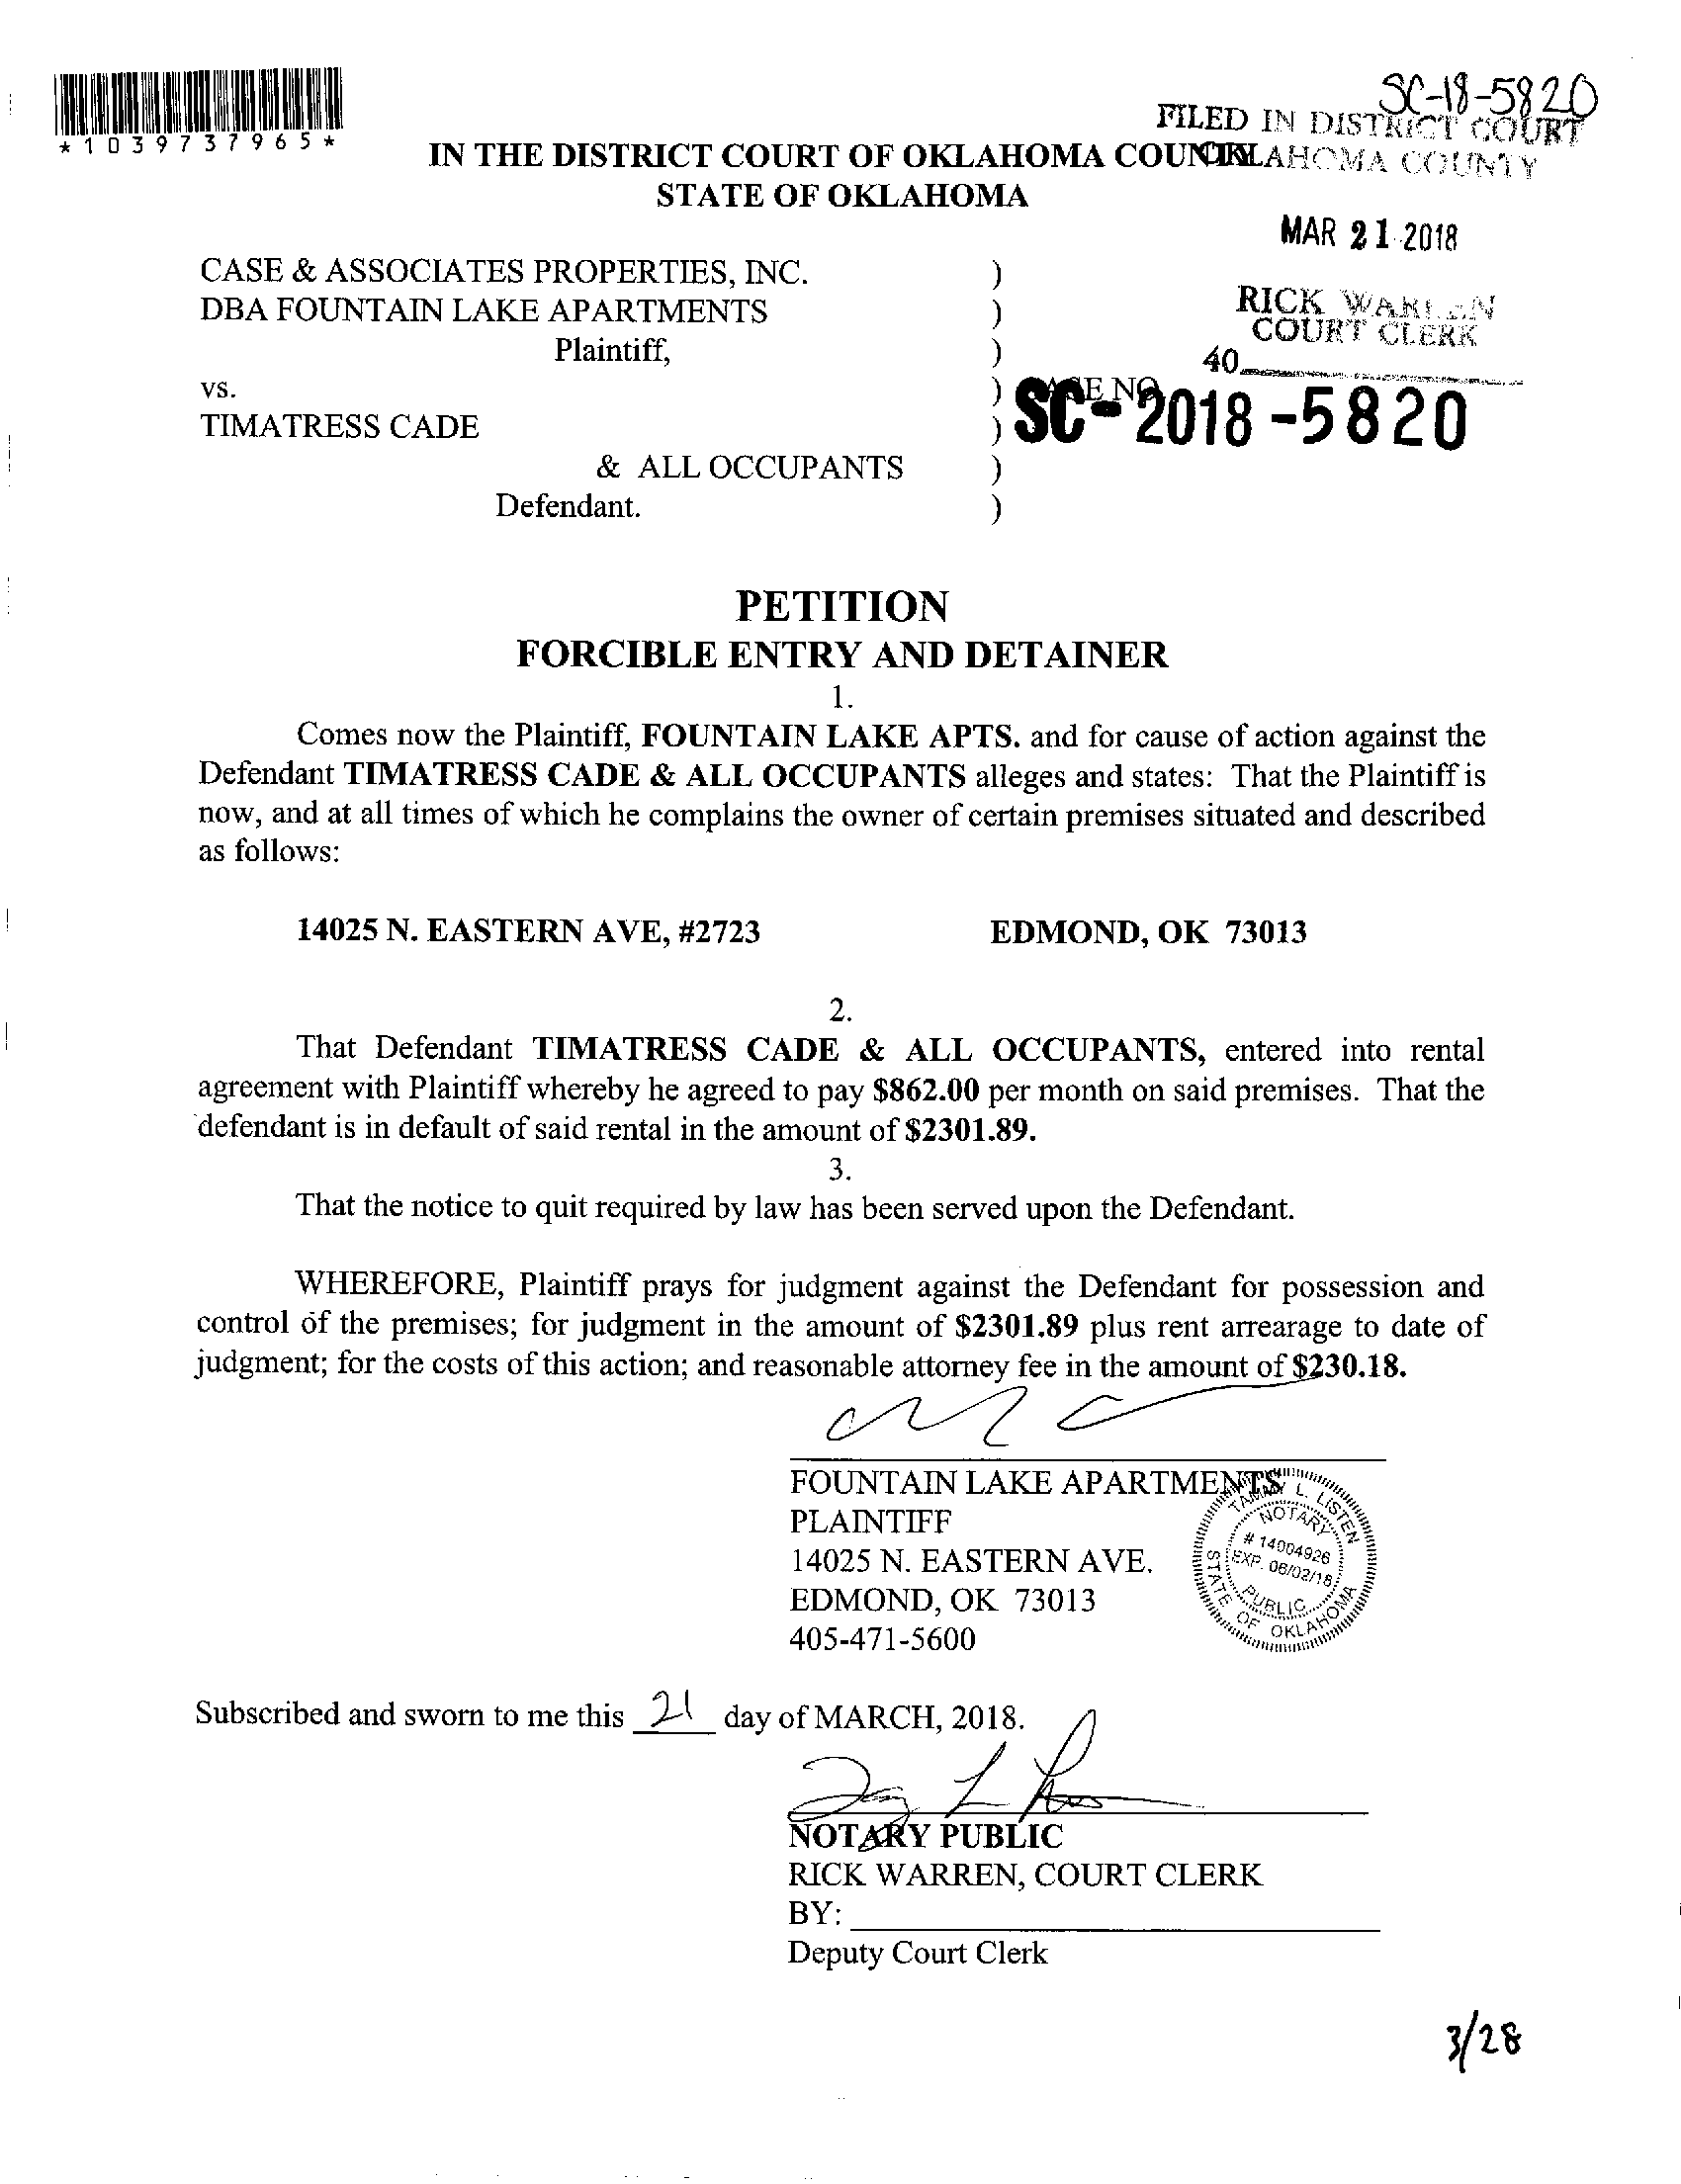 SC-18-5820
*1039737965*
FILED IN DISTRICT COURT
OKLAHOMA COUNTY
IN THE DISTRICT COURT OF OKLAHOMA COUNTY
STATE OF OKLAHOMA
MAR 21 2018
CASE & ASSOCIATES PROPERTIES, INC. )
DBA FOUNTAIN LAKE APARTMENTS )
RICK WARREN
COURT CLERK
Plaintiff, )
40
vs. ) CASE NO
SC-2018-5820
TIMATRESS CADE )
& ALL OCCUPANTS )
Defendant. )
PETITION
FORCIBLE ENTRY AND DETAINER
1.
Comes now the Plaintiff, FOUNTAIN LAKE APTS. and for cause of action against the
Defendant TIMATRESS CADE & ALL OCCUPANTS alleges and states: That the Plaintiff is
now, and at all times of which he complains the owner of certain premises situated and described
as follows:
14025 N. EASTERN AVE, #2723 EDMOND, OK 73013
2.
That Defendant TIMATRESS CADE & ALL OCCUPANTS, entered into rental
agreement with Plaintiff whereby he agreed to pay $862.00 per month on said premises. That the
defendant is in default of said rental in the amount of $2301.89.
3.
That the notice to quit required by law has been served upon the Defendant.
WHEREFORE, Plaintiff prays for judgment against the Defendant for possession and
control of the premises; for judgment in the amount of $2301.89 plus rent arrearage to date of
judgment; for the costs of this action; and reasonable attorney fee in the amount of $230.18.
FOUNTAIN LAKE APARTMENTS
PLAINTIFF
14025 N. EASTERN AVE.
EDMOND, OK 73013
405-471-5600
TAMMY L. LISTEN
NOTARY
# 14004926
EXP. 06/02/18
PUBLIC
STATE OF OKLAHOMA
Subscribed and sworn to me this 21 day of MARCH, 2018.
NOTARY PUBLIC
RICK WARREN, COURT CLERK
BY:
Deputy Court Clerk
3/28